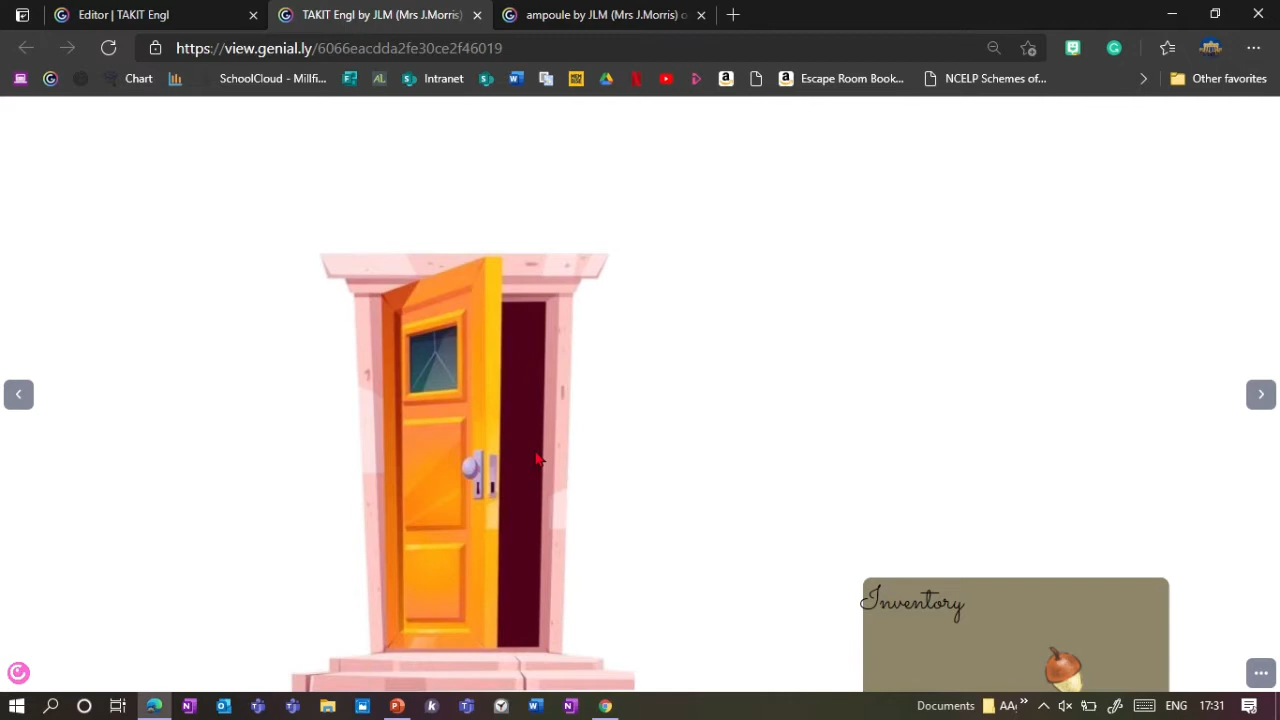 Editor | TAKIT Engl
TAKIT Engl by JLM (Mrs J.Morris)
ampoule by JLM (Mrs J.Morris) o
https://view.genial.ly/6066eacdda2fe30ce2f46019
Chart
SchoolCloud - Millfi...
Intranet
Escape Room Book...
NCELP Schemes of...
Other favorites
Inventory
Documents
ENG
17:31